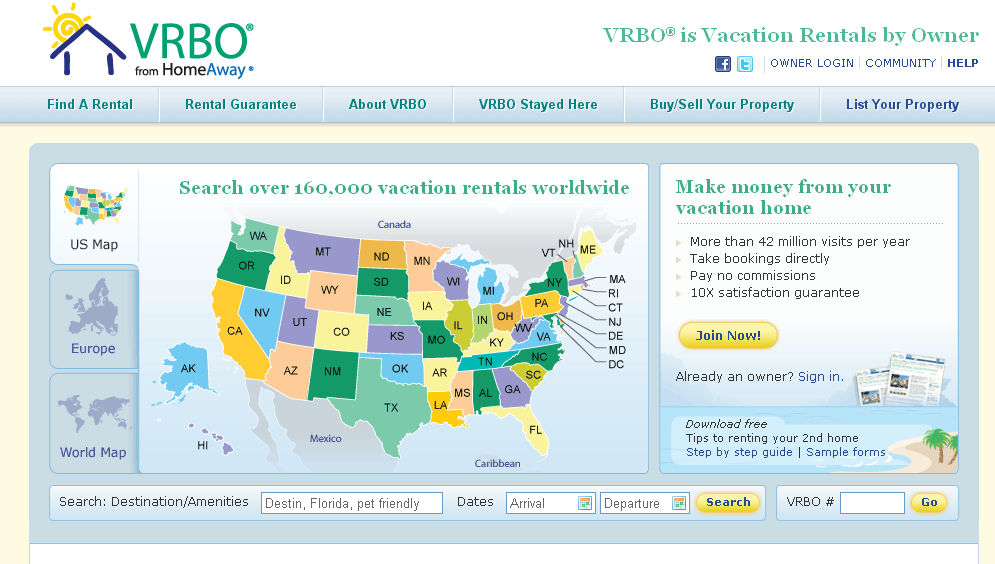 VRBO®
from HomeAway®
VRBO® is Vacation Rentals by Owner
OWNER LOGIN COMMUNITY HELP
Find A Rental
Rental Guarantee
About VRBO
VRBO Stayed Here
Buy/Sell Your Property
List Your Property
US Map
Europe
World Map
Search over 160,000 vacation rentals worldwide
Canada
WA
MT
ND
MN
VT
NH
ME
OR
ID
SD
WI
MI
NY
MA
WY
RI
NV
UT
NE
IA
PA
CT
CA
CO
IL
IN
OH
NJ
KS
MO
WV
VA
DE
KY
MD
AK
AZ
NM
OK
AR
TN
NC
DC
SC
TX
LA
MS
AL
GA
HI
FL
Mexico
Caribbean
Make money from your
vacation home
More than 42 million visits per year
Take bookings directly
Pay no commissions
10X satisfaction guarantee
Join Now!
Already an owner? Sign in.
Download free
Tips to renting your 2nd home
Step by step guide | Sample forms
Search: Destination/Amenities
Destin, Florida, pet friendly
Dates
Arrival
Departure
Search
VRBO #
Go